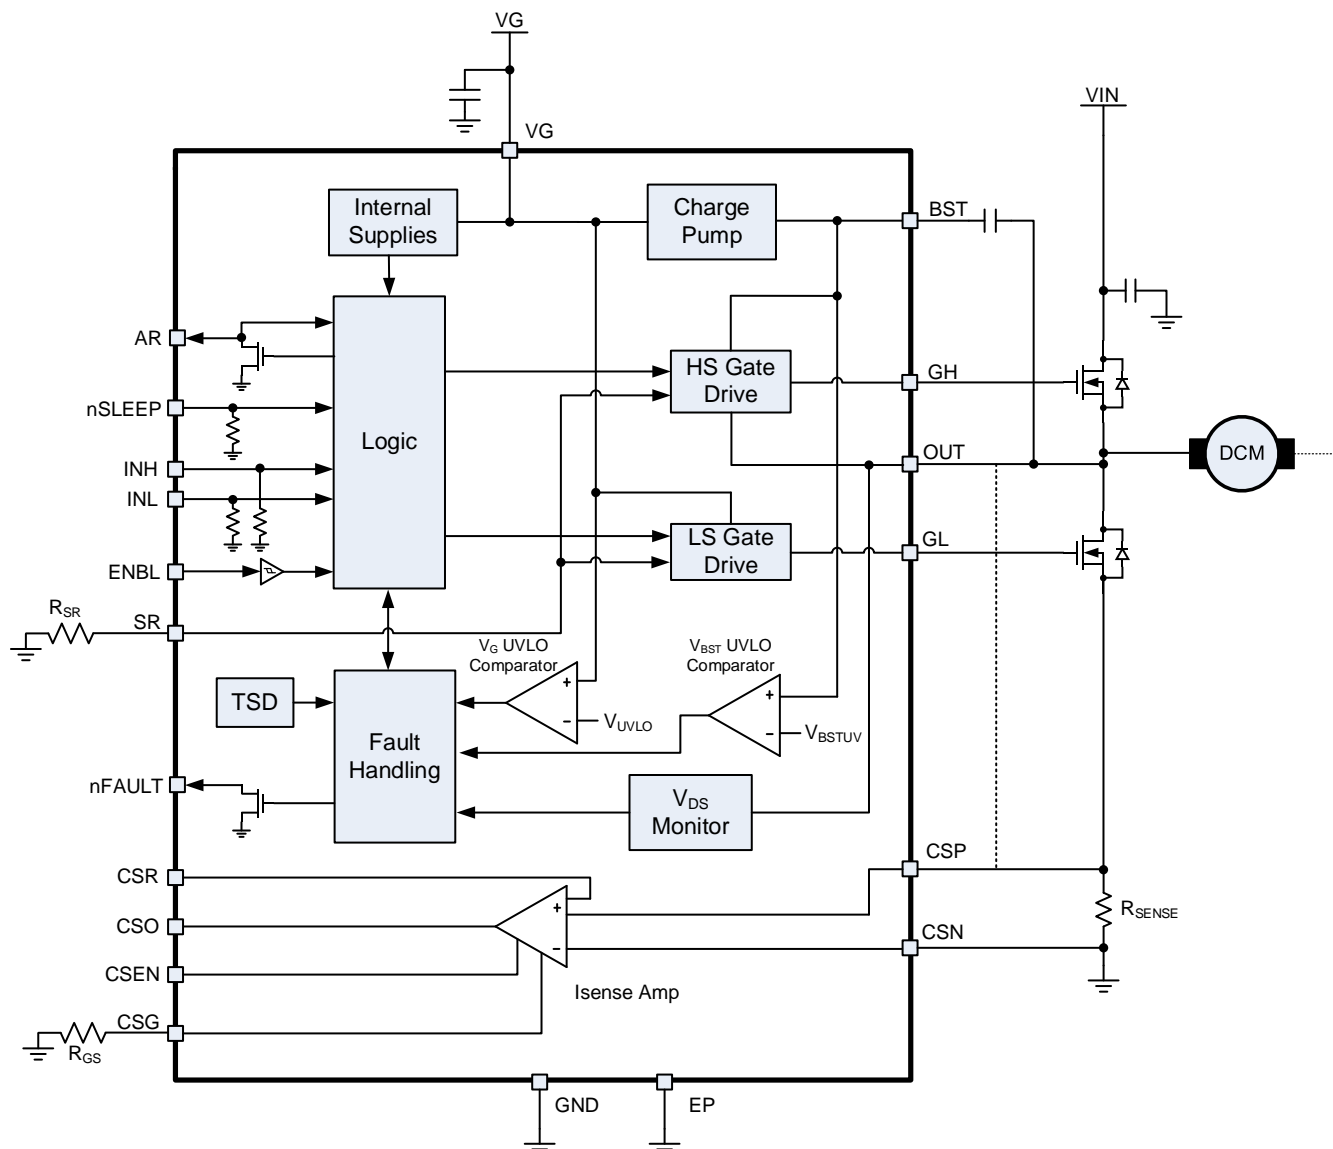 VG
VIN
VG
Internal
Supplies
Charge
Pump
BST
AR
nSLEEP
INH
INL
ENBL
Logic
HS Gate
Drive
GH
OUT
DCM
LS Gate
Drive
GL
RSR
SR
VG UVLO
Comparator
VBST UVLO
Comparator
+
−
VUVLO
+
−
VBSTUV
TSD
Fault
Handling
nFAULT
VDS
Monitor
CSR
CSO
CSEN
CSG
RGS
+
−
Isense Amp
CSP
RSENSE
CSN
GND
EP